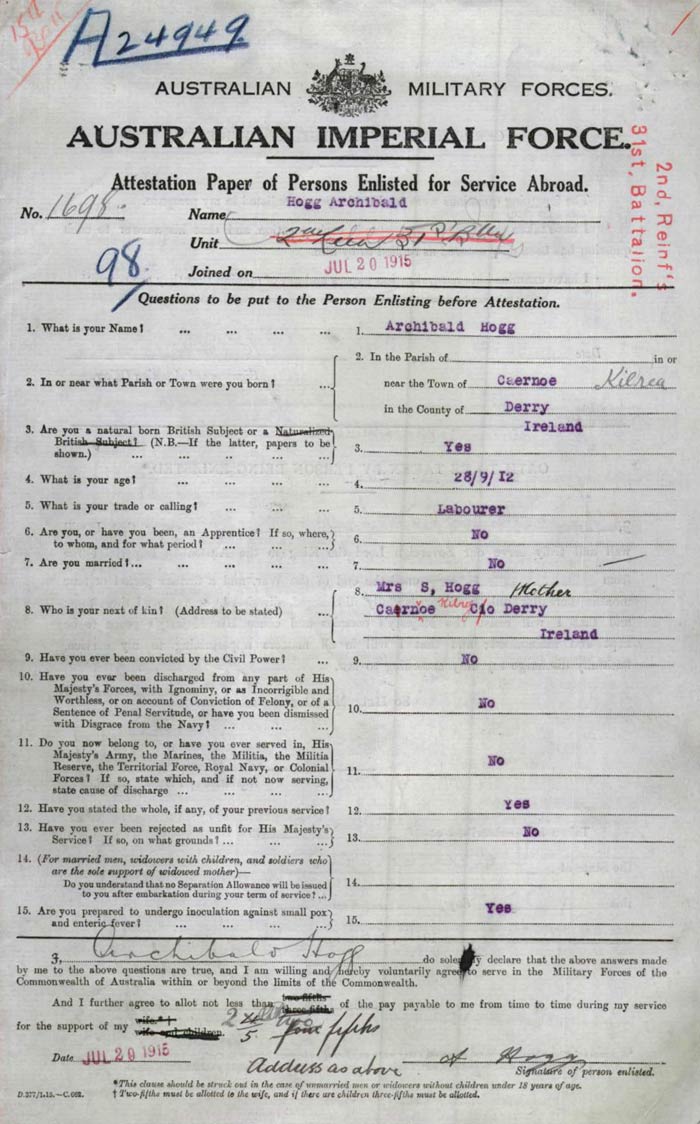 15th Bn
A24949.
AUSTRALIAN MILITARY FORCES.
AUSTRALIAN IMPERIAL FORCE.
2nd, Reinf's
31st, Battalion.
Attestation Paper of Persons Enlisted for Service Abroad.
No. 1698. Name Hogg Archibald
Unit
98. Joined on JUL 20 1915
Questions to be put to the Person Enlisting before Attestation.
1. What is your Name? ... ... ... ... 1. Archibald Hogg
2. In the Parish of in or
2. In or near what Parish or Town were you born? ... near the Town of Caernoe Kilrea
in the County of Derry
3. Are you a natural born British Subject or a Naturalized Ireland
British Subject? (N.B.—If the latter, papers to be 3. Yes
shown.) ... ... .. ... ...
4. What is your age? ... ... ... ... 4. 28/9/12
5. What is your trade or calling? ... ... ... 5. Labourer
6. Are you, or have you been, an Apprentice? If so, where, 6. No
to whom, and for what period? ... ... ...
7. Are you married?... ... ... ... ... 7. No —
8. Mrs S, Hogg Mother
8. Who is your next of kin? (Address to be stated) ... Caernoe Kilrea C/o Derry
Ireland
9. Have you ever been convicted by the Civil Power? ... 9. No
10. Have you ever been discharged from any part of His
Majesty's Forces, with Ignominy, or as Incorrigible and
Worthless, or on account of Conviction of Felony, or of a 10. No
Sentence of Penal Servitude, or have you been dismissed
with Disgrace from the Navy? ... ... ...
11. Do you now belong to, or have you ever served in, His
Majesty's Army, the Marines, the Militia, the Militia
Reserve, the Territorial Force, Royal Navy, or Colonial 11. No
Forces? If so, state which, and if not now serving,
state cause of discharge ... ... ... ...
12. Have you stated the whole, if any, of your previous service? 12. Yes
13. Have you ever been rejected as unfit for His Majesty's 13. No
Service? If so, on what grounds? ... ... ...
14. (For married men, widowers with children, and soldiers who
are the sole support of widowed mother)—
Do you understand that no Separation Allowance will be issued 14.
to you after embarkation during your term of service? ...
15. Are you prepared to undergo inoculation against small pox 15. Yes
and enteric fever? ... ... ... ...
I, Archibald Hogg do solemnly declare that the above answers made
by me to the above questions are true, and I am willing and hereby voluntarily agree to serve in the Military Forces of the
Commonwealth of Australia within or beyond the limits of the Commonwealth.
And I further agree to allot not less than two-fifths three-fifths of the pay payable to me from time to time during my service
for the support of my wife*† wife and children. 2/5 four fifths
Date JUL 20 1915 A Hogg
Address as above Signature of person enlisted.
*This clause should be struck out in the case of unmarried men or widowers without children under 18 years of age.
D.377/1.15.—C.662. † Two-fifths must be allotted to the wife, and if there are children three-fifths must be allotted.